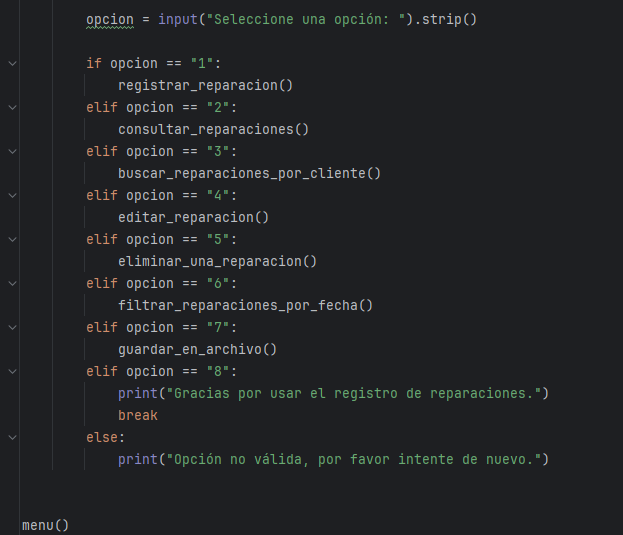 opcion = input("Seleccione una opción: ").strip()
if opcion == "1":
registrar_reparacion()
elif opcion == "2":
consultar_reparaciones()
elif opcion == "3":
buscar_reparaciones_por_cliente()
elif opcion == "4":
editar_reparacion()
elif opcion == "5":
eliminar_una_reparacion()
elif opcion == "6":
filtrar_reparaciones_por_fecha()
elif opcion == "7":
guardar_en_archivo()
elif opcion == "8":
print("Gracias por usar el registro de reparaciones.")
break
else:
print("Opción no válida, por favor intente de nuevo.")
menu()